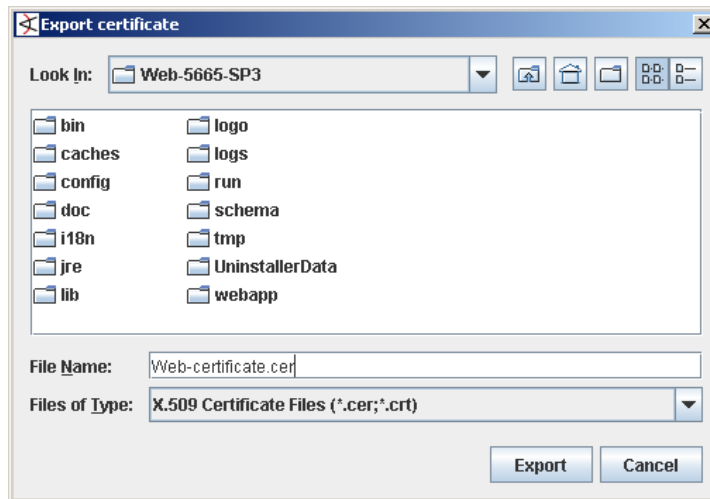 Export certificate
Look In: Web-5665-SP3
bin logo
caches logs
config run
doc schema
i18n tmp
jre UninstallerData
lib webapp
File Name: Web-certificate.cer
Files of Type: X.509 Certificate Files (*.cer;*.crt)
Export Cancel